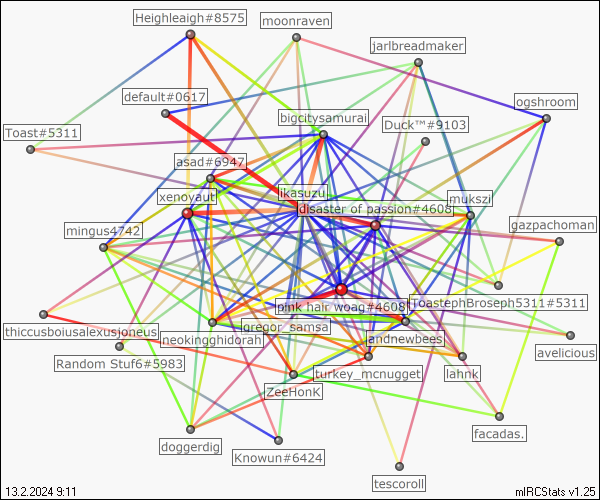 Heighleigh#8575
moonraven
jarlbreadmaker
default#0617
ogshroom
bigcitysamurai
Duck™#9103
Toast#5311
asad#6947
xenoyaut
ikasuzu
disaster of passion#4608
mukszi
mingus4742
gazpachoman
pink hair woag#4608
ToastephBroseph5311#5311
thiccusboiusalexusjoneus
gregor_samsa
neokingghidorah
andnewbees
avelicious
Random Stuf6#5983
turkey_mcnugget
lahnk
ZeeHonK
facadas.
doggerdig
Knowun#6424
tescoroll
13.2.2024 9:11
mIRCStats v1.25